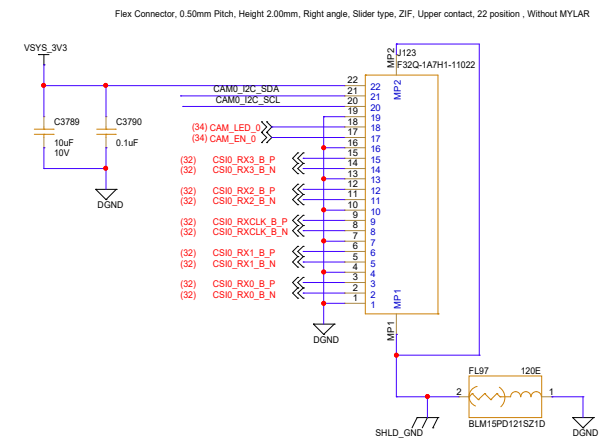 Flex Connector, 0.50mm Pitch, Height 2.00mm, Right angle, Slider type, ZIF, Upper contact, 22 position , Without MYLAR
VSYS_3V3
J123
F32Q-1A7H1-11022
MP2
MP2
C3789
10uF
10V
C3790
0.1uF
DGND
22 22
CAM0_I2C_SDA 21 21
CAM0_I2C_SCL 20 20
19 19
(34) CAM_LED_0 18 18
(34) CAM_EN_0 17 17
16 16
(32) CSI0_RX3_B_P 15 15
(32) CSI0_RX3_B_N 14 14
13 13
(32) CSI0_RX2_B_P 12 12
(32) CSI0_RX2_B_N 11 11
10 10
(32) CSI0_RXCLK_B_P 9 9
(32) CSI0_RXCLK_B_N 8 8
7 7
(32) CSI0_RX1_B_P 6 6
(32) CSI0_RX1_B_N 5 5
4 4
(32) CSI0_RX0_B_P 3 3
(32) CSI0_RX0_B_N 2 2
1 1
MP1
MP1
DGND
FL97 120E
2 1
BLM15PD121SZ1D
SHLD_GND
DGND